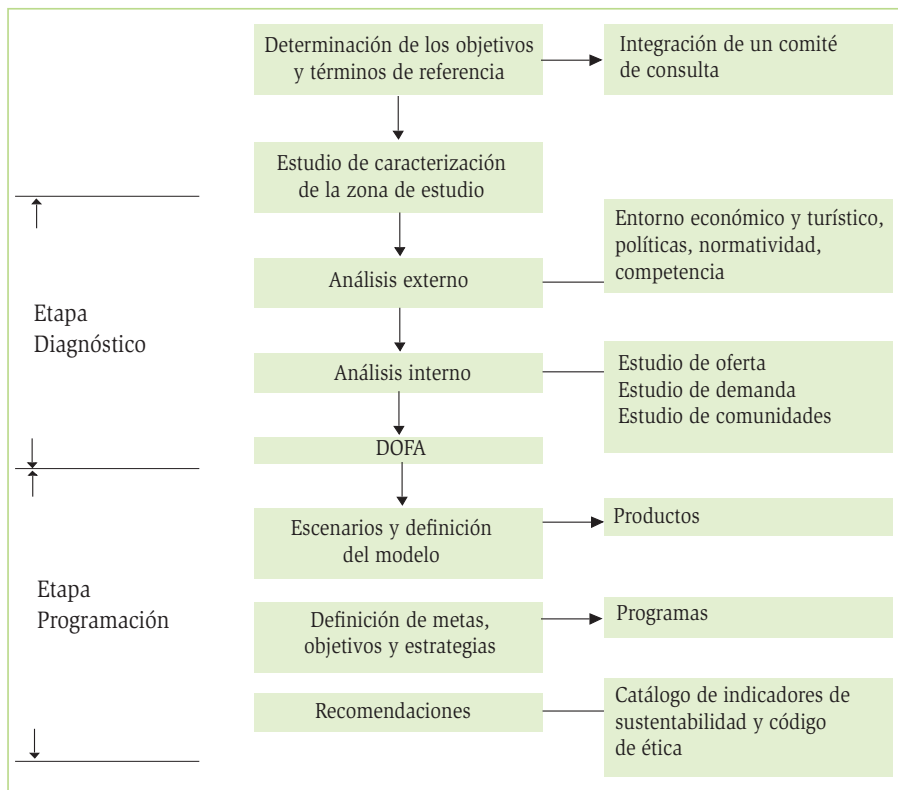 Determinación de los objetivos
y términos de referencia
Integración de un comité
de consulta
Estudio de caracterización
de la zona de estudio
Entorno económico y turístico,
políticas, normatividad,
competencia
Análisis externo
Etapa
Diagnóstico
Análisis interno
Estudio de oferta
Estudio de demanda
Estudio de comunidades
DOFA
Escenarios y definición
del modelo
Productos
Etapa
Programación
Definición de metas,
objetivos y estrategias
Programas
Recomendaciones
Catálogo de indicadores de
sustentabilidad y código
de ética